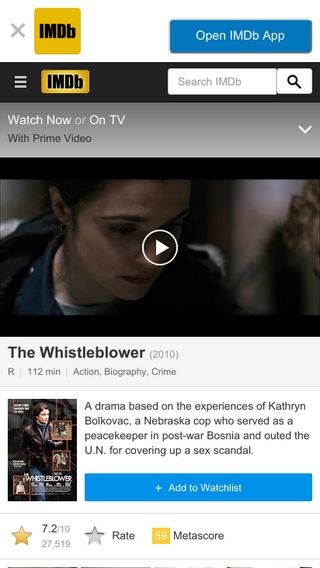 IMDb
Open IMDb App
IMDb
Search IMDb
Watch Now or On TV
With Prime Video
The Whistleblower (2010)
R | 112 min | Action, Biography, Crime
THE WHISTLEBLOWER
A drama based on the experiences of Kathryn
Bolkovac, a Nebraska cop who served as a
peacekeeper in post-war Bosnia and outed the
U.N. for covering up a sex scandal.
+ Add to Watchlist
7.2/10
27,519
Rate
59 Metascore